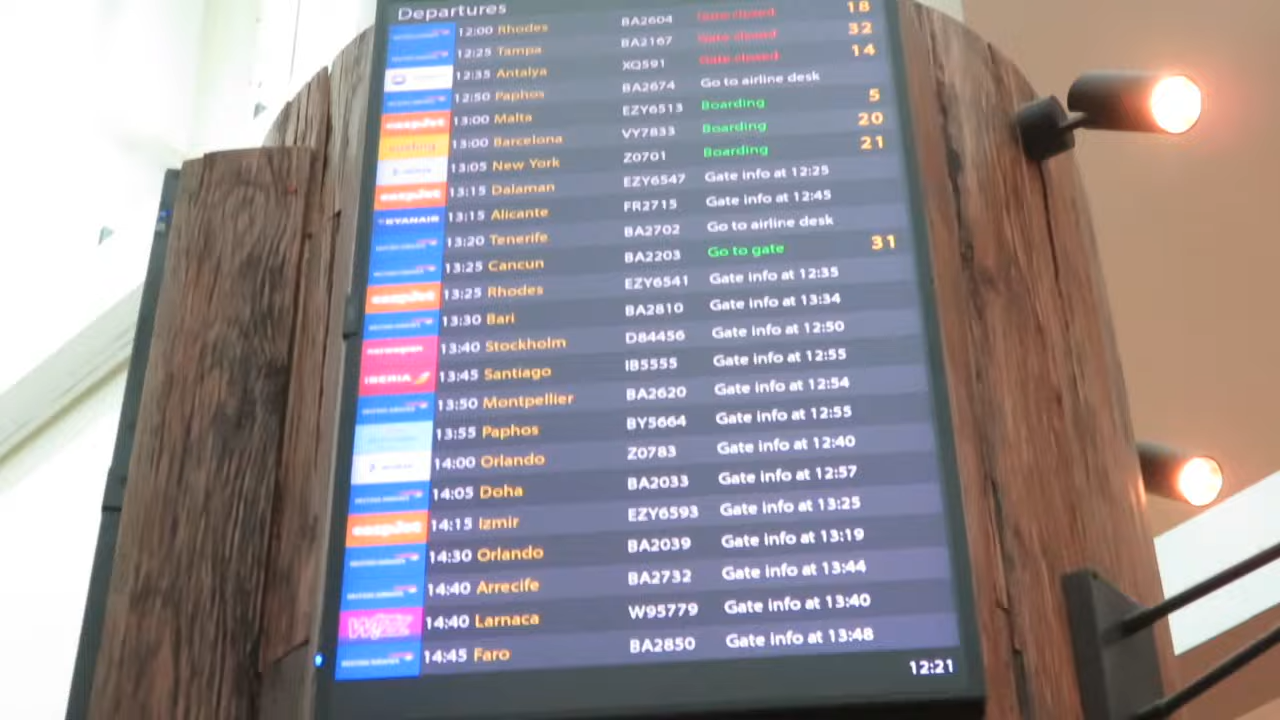 Departures
12:00 Rhodes BA2604 Gate closed 18
12:25 Tampa BA2167 Gate closed 32
12:35 Antalya XQ591 Gate closed 14
12:50 Paphos BA2674 Go to airline desk
easyJet 13:00 Malta EZY6513 Boarding 5
vueling 13:00 Barcelona VY7833 Boarding 20
13:05 New York Z0701 Boarding 21
easyJet 13:15 Dalaman EZY6547 Gate info at 12:25
RYANAIR 13:15 Alicante FR2715 Gate info at 12:45
13:20 Tenerife BA2702 Go to airline desk
13:25 Cancun BA2203 Go to gate 31
easyJet 13:25 Rhodes EZY6541 Gate info at 12:35
13:30 Bari BA2810 Gate info at 13:34
norwegian 13:40 Stockholm D84456 Gate info at 12:50
IBERIA 13:45 Santiago IB5555 Gate info at 12:55
13:50 Montpellier BA2620 Gate info at 12:54
13:55 Paphos BY5664 Gate info at 12:55
14:00 Orlando Z0783 Gate info at 12:40
14:05 Doha BA2033 Gate info at 12:57
easyJet 14:15 Izmir EZY6593 Gate info at 13:25
14:30 Orlando BA2039 Gate info at 13:19
14:40 Arrecife BA2732 Gate info at 13:44
Wizz 14:40 Larnaca W95779 Gate info at 13:40
14:45 Faro BA2850 Gate info at 13:48
12:21